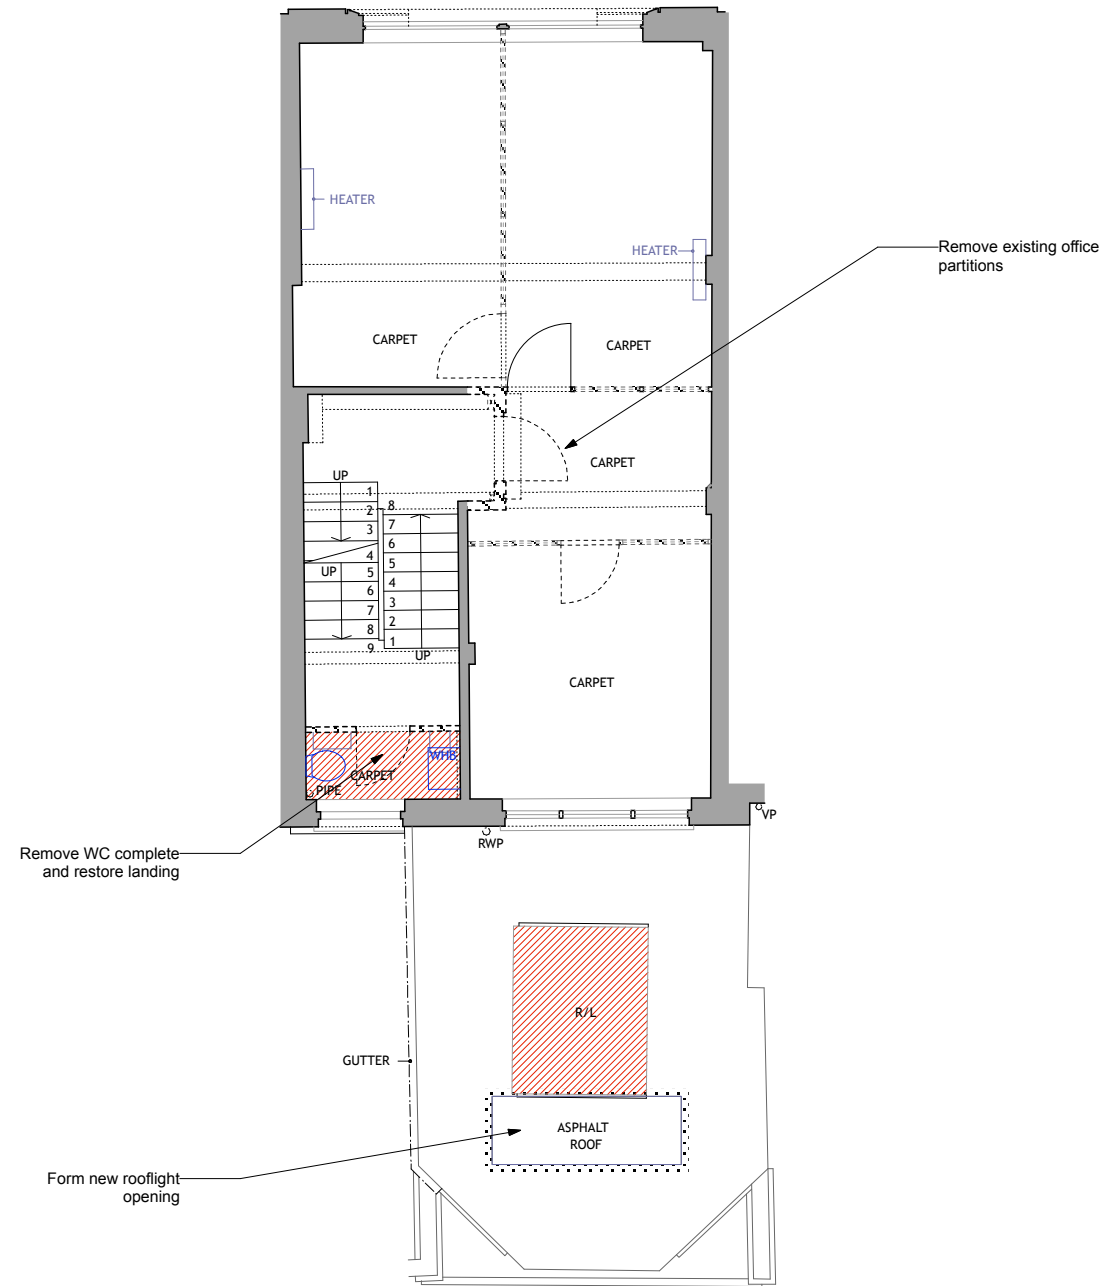 HEATER
HEATER
Remove existing office
partitions
CARPET
CARPET
CARPET
UP
1
2
3
4
UP
5
6
7
8
9
8
7
6
5
4
3
2
1
UP
CARPET
WHB
CARPET
PIPE
VP
RWP
Remove WC complete
and restore landing
R/L
GUTTER
ASPHALT
ROOF
Form new rooflight
opening